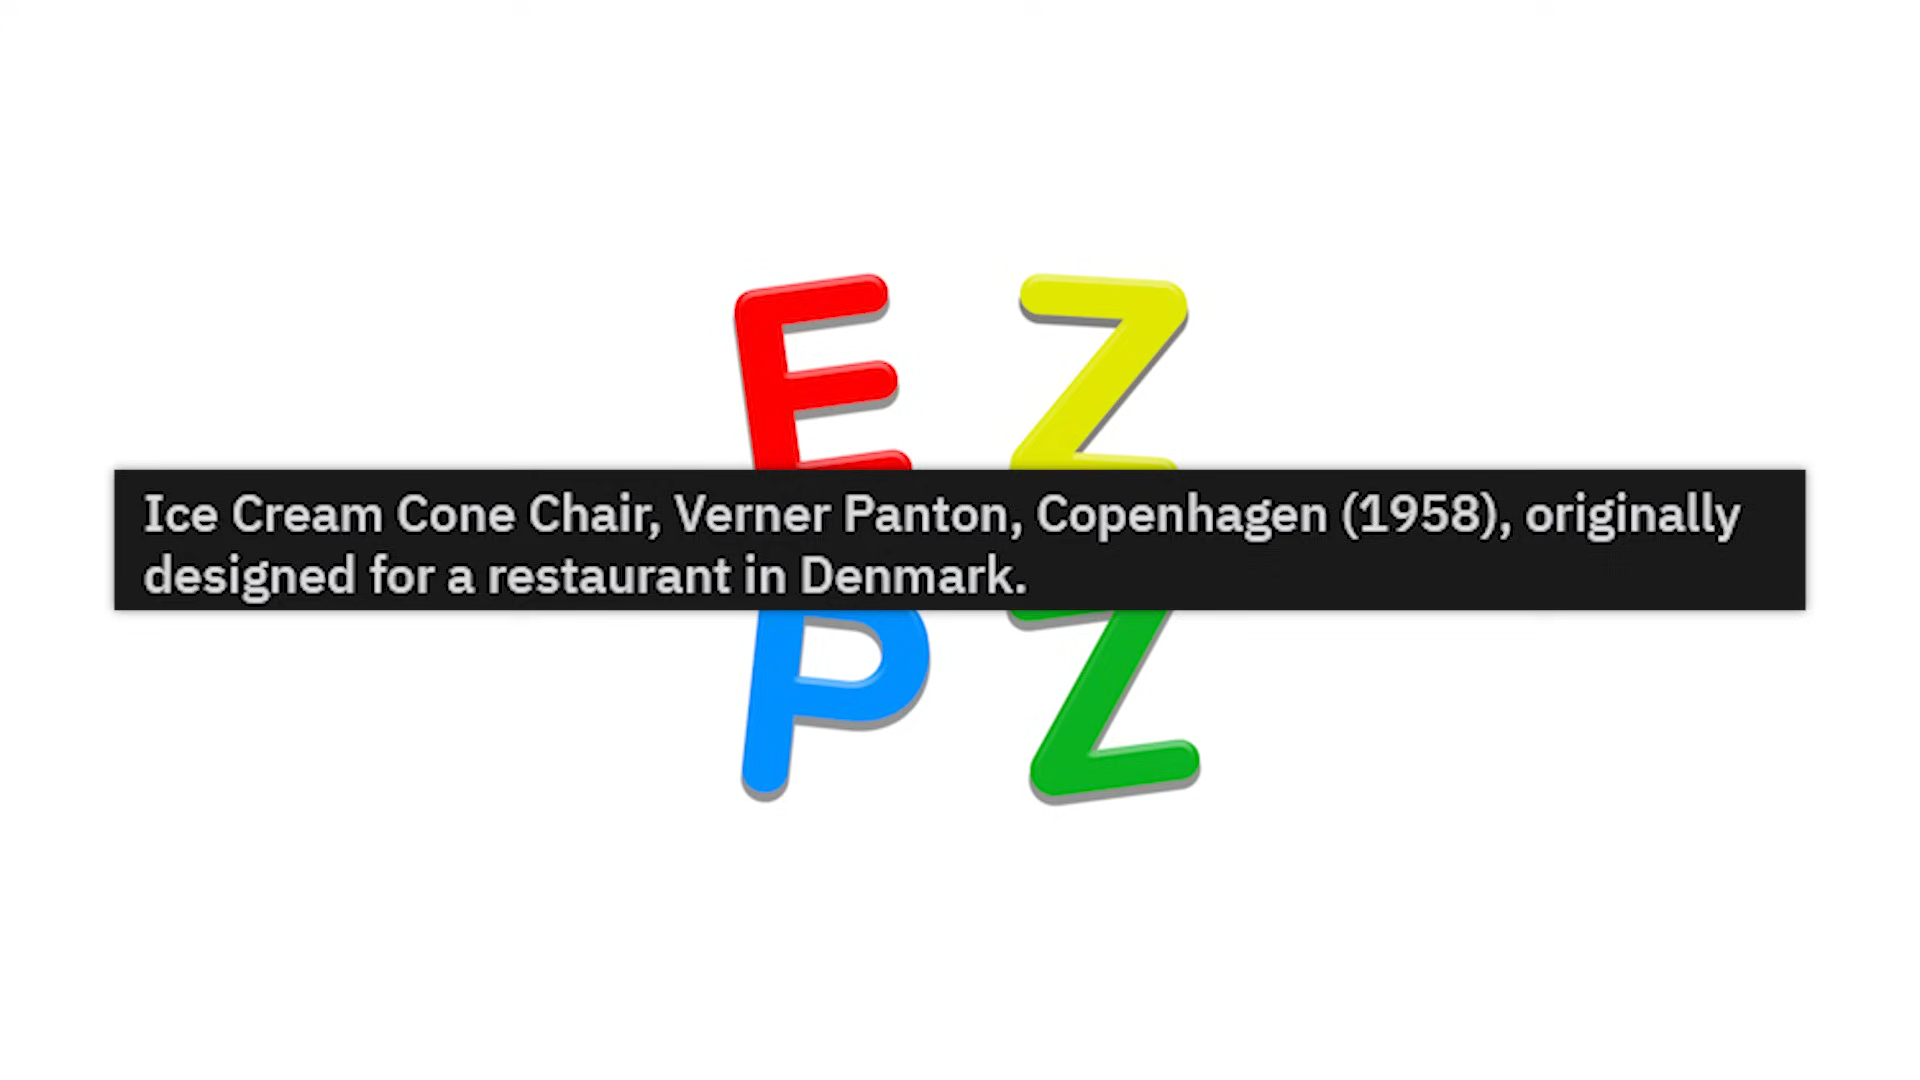 E Z
Ice Cream Cone Chair, Verner Panton, Copenhagen (1958), originally
designed for a restaurant in Denmark.
P Z